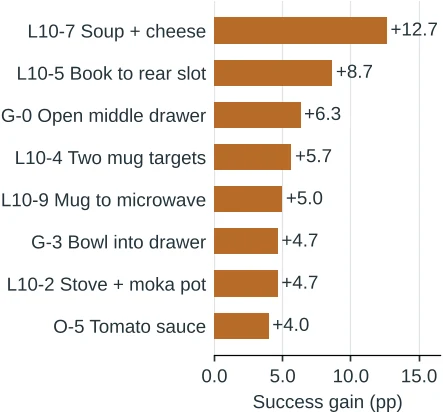 L10-7 Soup + cheese +12.7
L10-5 Book to rear slot +8.7
G-0 Open middle drawer +6.3
L10-4 Two mug targets +5.7
L10-9 Mug to microwave +5.0
G-3 Bowl into drawer +4.7
L10-2 Stove + moka pot +4.7
O-5 Tomato sauce +4.0
0.0 5.0 10.0 15.0
Success gain (pp)